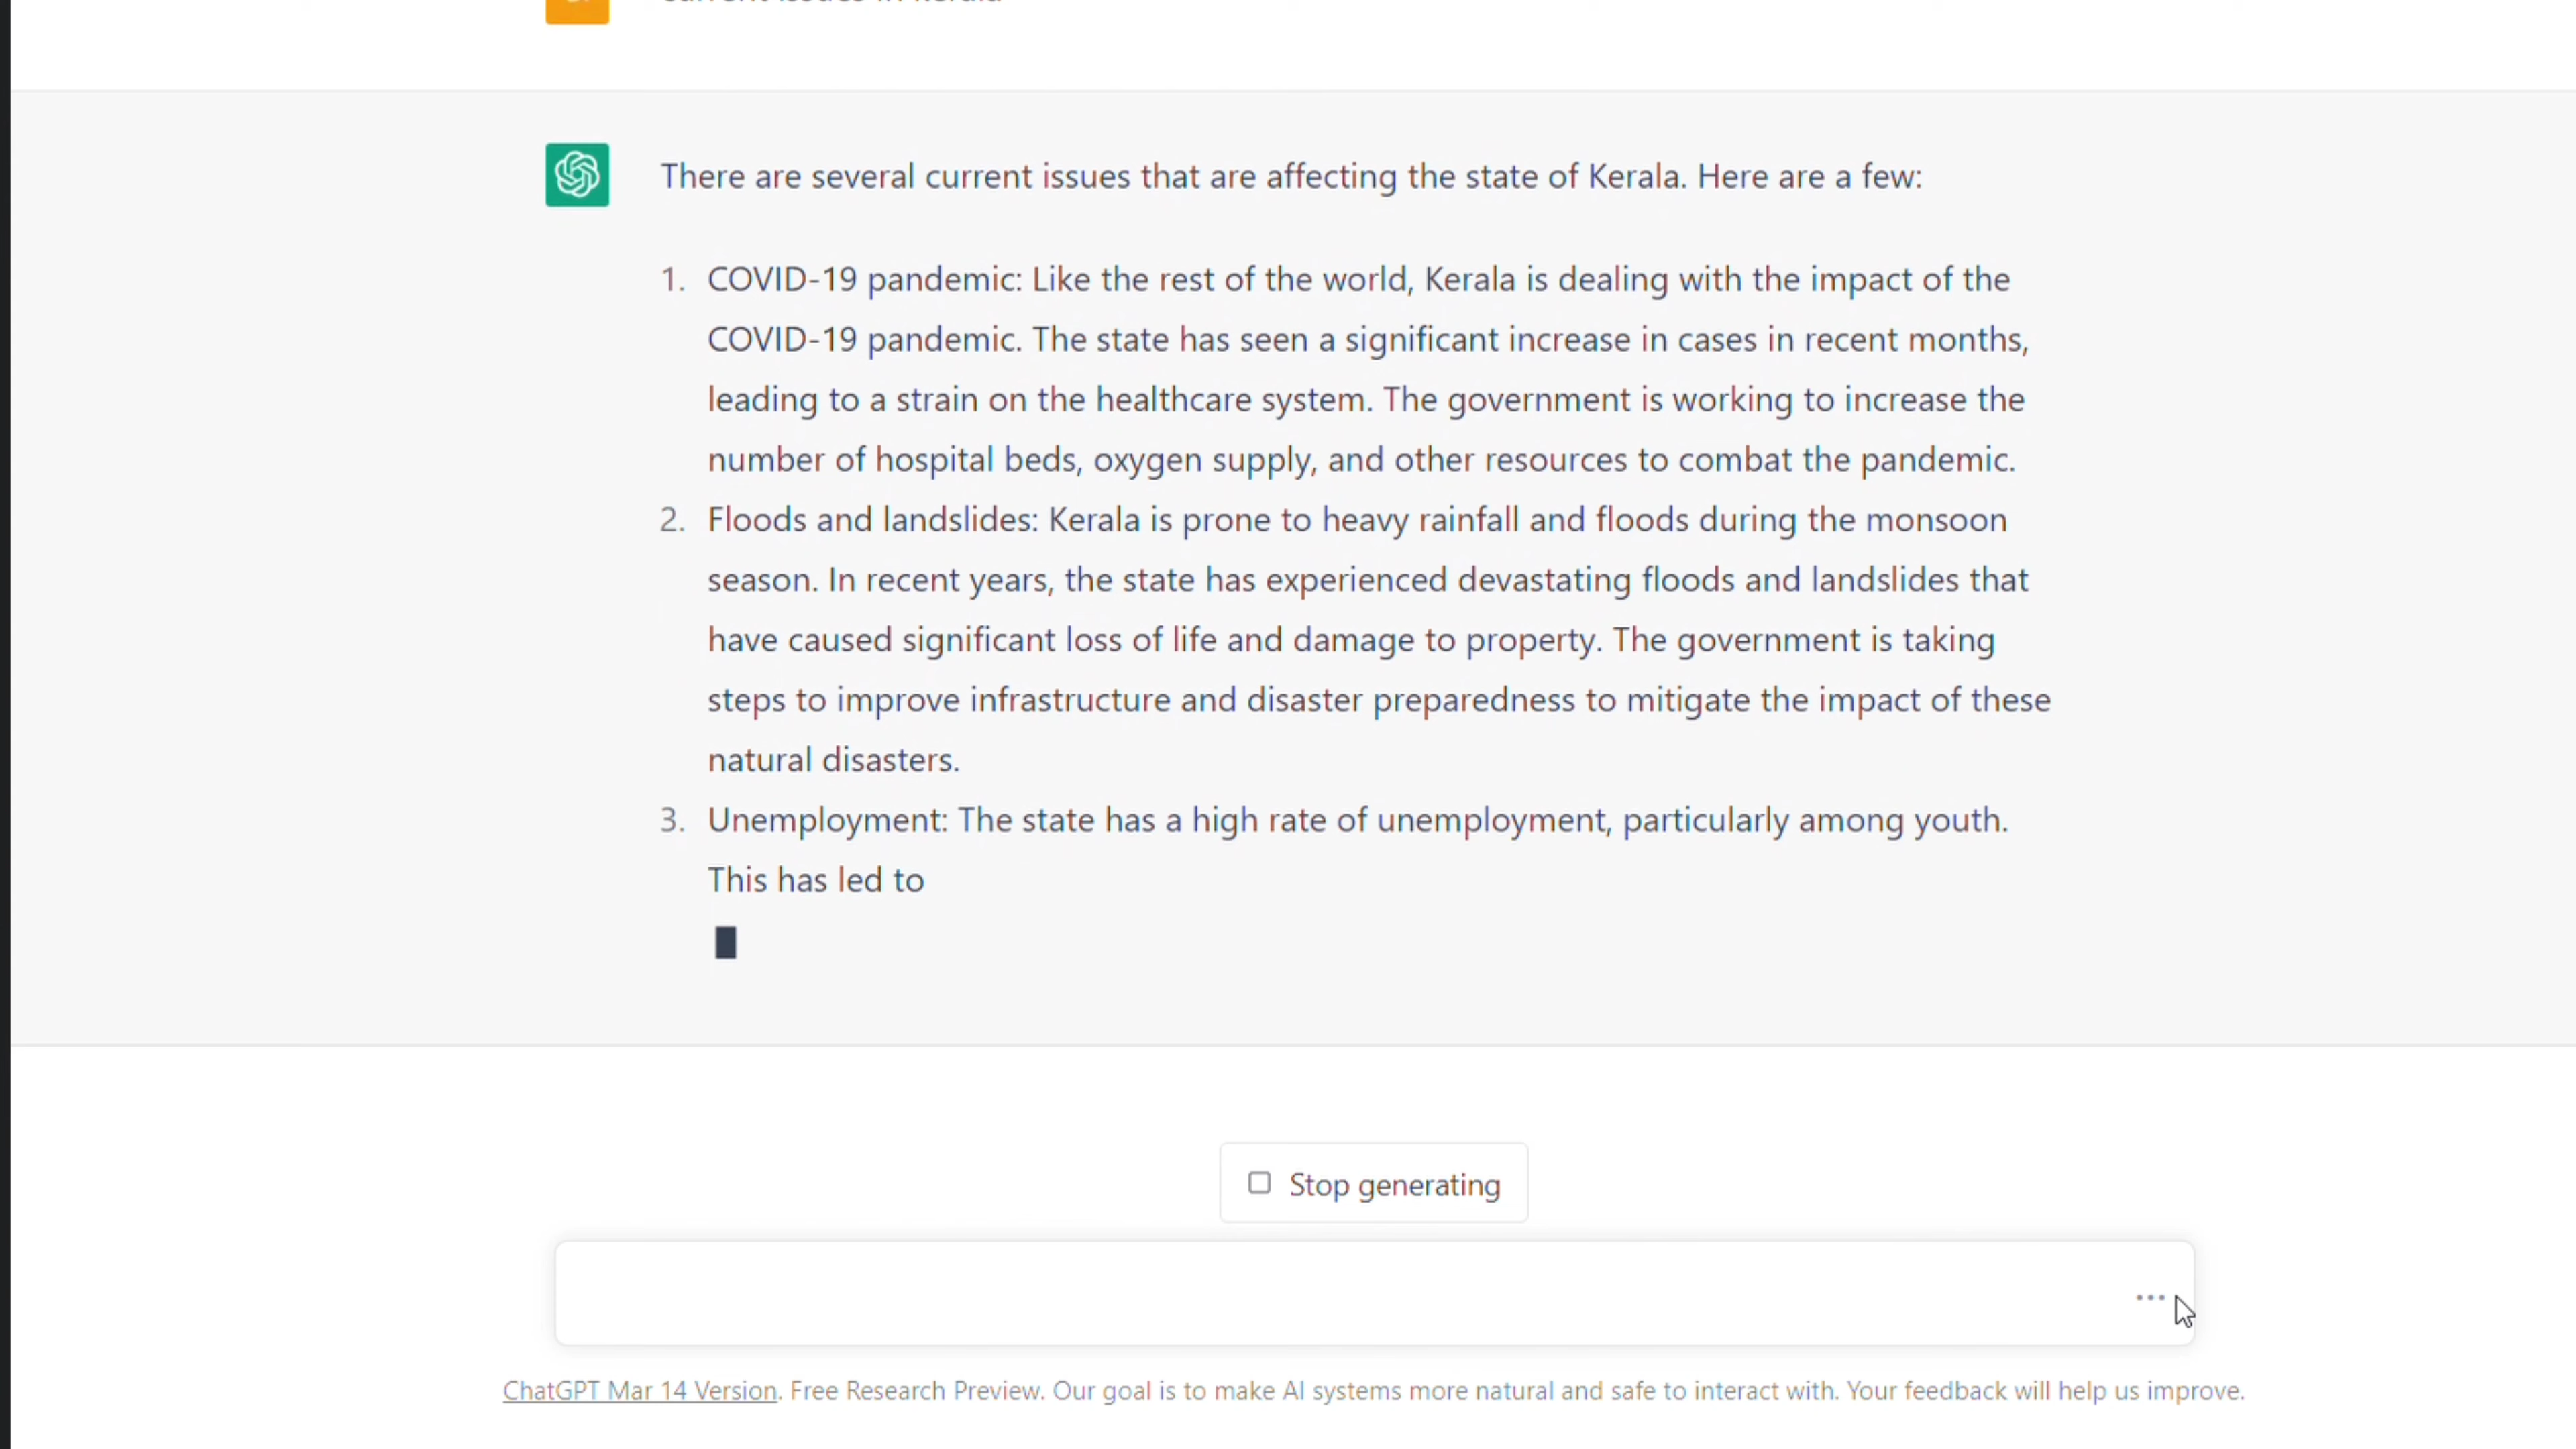 current issues in kerala
There are several current issues that are affecting the state of Kerala. Here are a few:
1. COVID-19 pandemic: Like the rest of the world, Kerala is dealing with the impact of the
COVID-19 pandemic. The state has seen a significant increase in cases in recent months,
leading to a strain on the healthcare system. The government is working to increase the
number of hospital beds, oxygen supply, and other resources to combat the pandemic.
2. Floods and landslides: Kerala is prone to heavy rainfall and floods during the monsoon
season. In recent years, the state has experienced devastating floods and landslides that
have caused significant loss of life and damage to property. The government is taking
steps to improve infrastructure and disaster preparedness to mitigate the impact of these
natural disasters.
3. Unemployment: The state has a high rate of unemployment, particularly among youth.
This has led to
Stop generating
ChatGPT Mar 14 Version. Free Research Preview. Our goal is to make AI systems more natural and safe to interact with. Your feedback will help us improve.